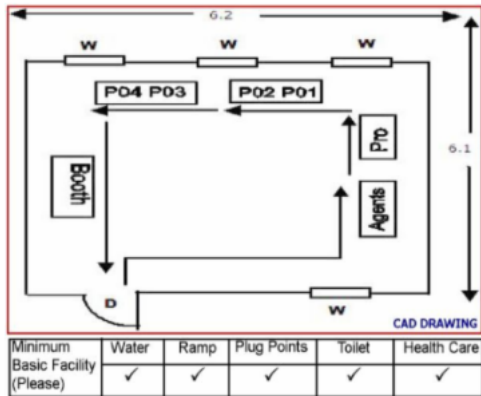 6.2
W W W
P04 P03 P02 P01
Pro
6.1
Booth
Agents
D
W
CAD DRAWING
Minimum Basic Facility (Please) Water Ramp Plug Points Toilet Health Care
✓ ✓ ✓ ✓ ✓